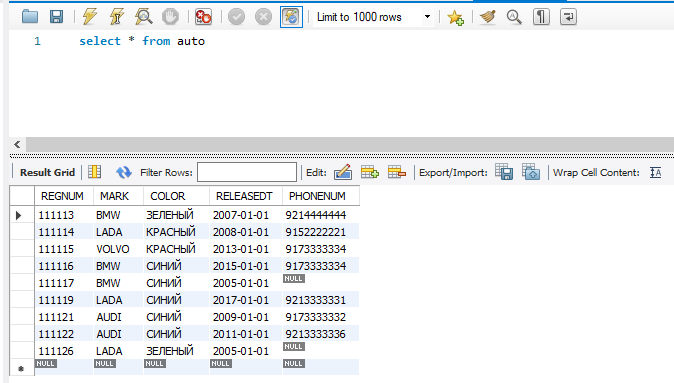 Limit to 1000 rows
1 select * from auto
Result Grid Filter Rows: Edit: Export/Import: Wrap Cell Content:
REGNUM MARK COLOR RELEASEDT PHONENUM
111113 BMW ЗЕЛЕНЫЙ 2007-01-01 9214444444
111114 LADA КРАСНЫЙ 2008-01-01 9152222221
111115 VOLVO КРАСНЫЙ 2013-01-01 9173333334
111116 BMW СИНИЙ 2015-01-01 9173333334
111117 BMW СИНИЙ 2005-01-01 NULL
111119 LADA СИНИЙ 2017-01-01 9213333331
111121 AUDI СИНИЙ 2009-01-01 9173333332
111122 AUDI СИНИЙ 2011-01-01 9213333336
111126 LADA ЗЕЛЕНЫЙ 2005-01-01 NULL
NULL NULL NULL NULL NULL